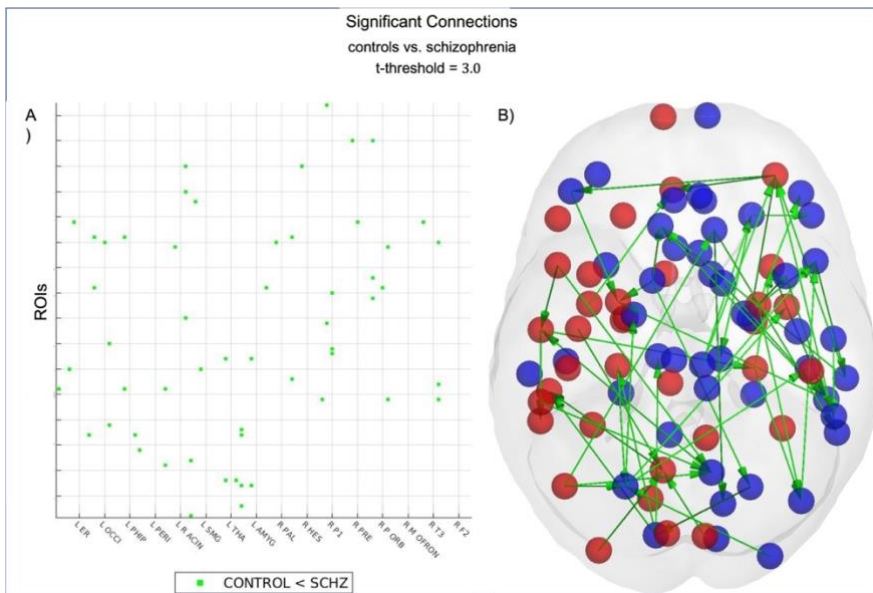 Significant Connections
controls vs. schizophrenia
t-threshold = 3.0
A
)
B)
ROIs
L.ER
L.OCCI
L.PHIP
L.PERI
L.R.ACIN
L.SMG
L.THA
L.AMYG
R.PAL
R.HES
R.P1
R.PRE
R.P.ORB
R.M.OFRON
R.T3
R.F2
CONTROL < SCHZ